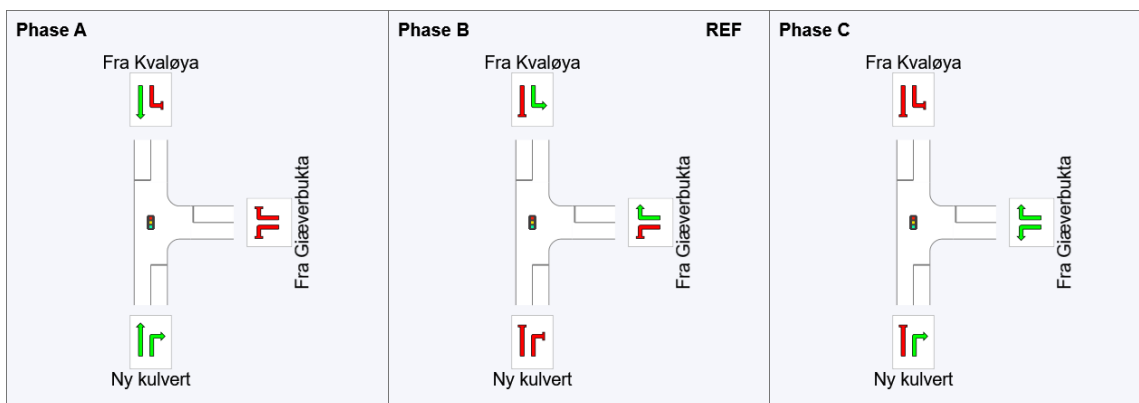 Phase A
Fra Kvaløya
Fra Giæverbukta
Ny kulvert
Phase B
REF
Fra Kvaløya
Fra Giæverbukta
Ny kulvert
Phase C
Fra Kvaløya
Fra Giæverbukta
Ny kulvert